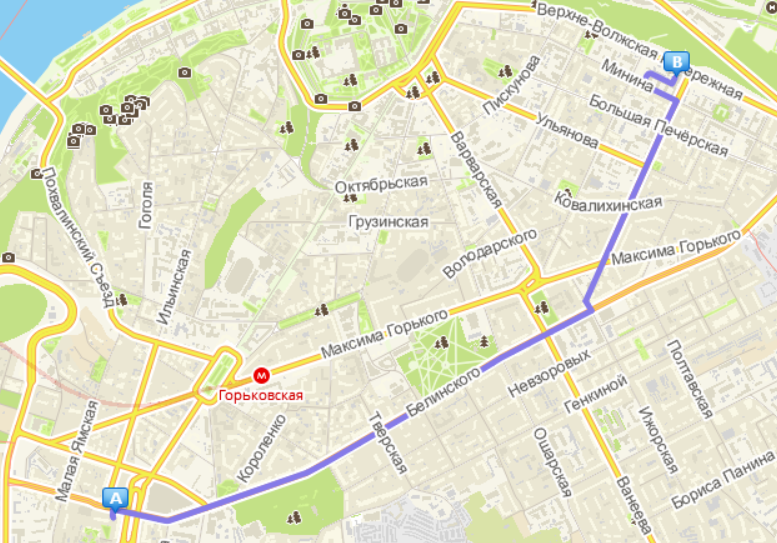 Верхне-Волжская Набережная
B
Минина
Пискунова
Большая Печёрская
Ульянова
Варварская
Октябрьская
Ковалихинская
Похвалинский Съезд
Гоголя
Грузинская
Володарского
Максима Горького
Ильинская
Максима Горького
М
Горьковская
Белинского
Невзоровых
Полтавская
Генкиной
Малая Ямская
Короленко
Тверская
Ошарская
Ижорская
Бориса Панина
Ванеева
A